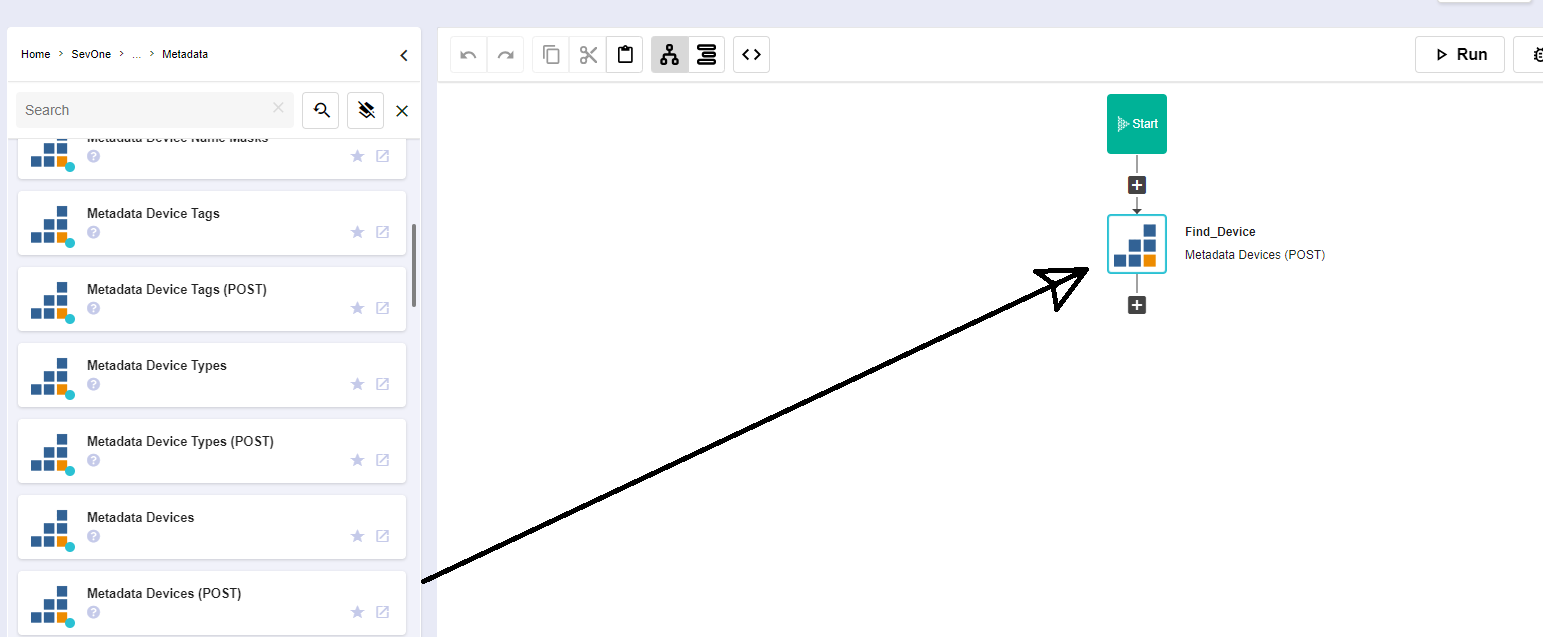 Home > SevOne > ... > Metadata
Search
Run
Metadata Device Name Masks
Metadata Device Tags
Metadata Device Tags (POST)
Metadata Device Types
Metadata Device Types (POST)
Metadata Devices
Metadata Devices (POST)
Start
Find_Device
Metadata Devices (POST)